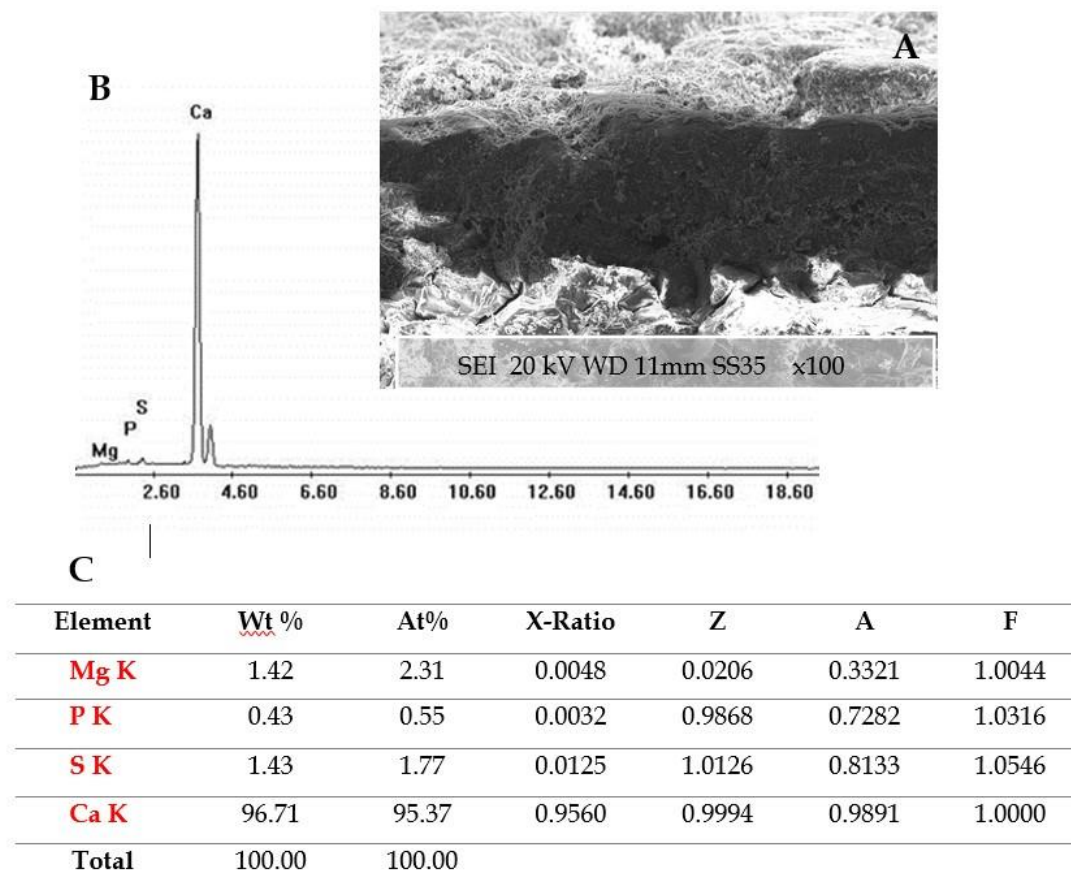 A
B
Ca
S
P
Mg
2.60 4.60 6.60 8.60 10.60 12.60 14.60 16.60 18.60
SEI 20 kV WD 11mm SS35 x100
C
Element Wt % At% X-Ratio Z A F
Mg K 1.42 2.31 0.0048 0.0206 0.3321 1.0044
P K 0.43 0.55 0.0032 0.9868 0.7282 1.0316
S K 1.43 1.77 0.0125 1.0126 0.8133 1.0546
Ca K 96.71 95.37 0.9560 0.9994 0.9891 1.0000
Total 100.00 100.00